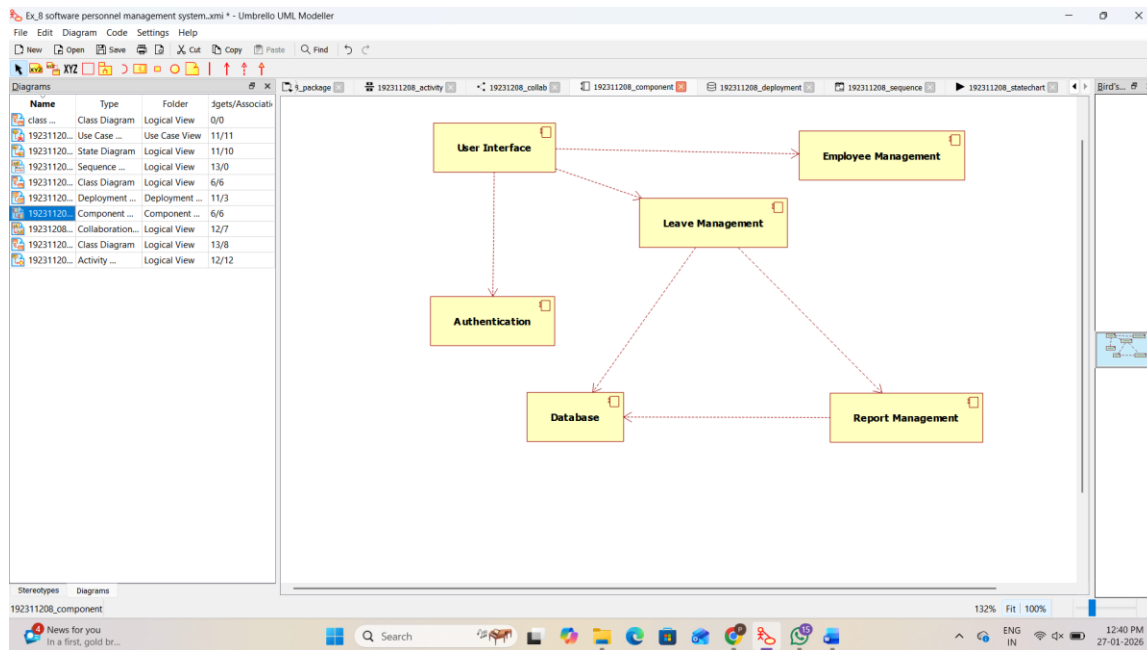 Ex_8 software personnel management system..xmi * - Umbrello UML Modeller
File Edit Diagram Code Settings Help
New Open Save Cut Copy Paste Find
XYZ
Diagrams
9_package 192311208_activity 19231208_collab 192311208_component 192311208_deployment 192311208_sequence 192311208_statechart Bird's...
Name Type Folder dgets/Associati
class ... Class Diagram Logical View 0/0
19231120... Use Case ... Use Case View 11/11
19231120... State Diagram Logical View 11/10
19231120... Sequence ... Logical View 13/0
19231120... Class Diagram Logical View 6/6
19231120... Deployment ... Deployment ... 11/3
19231120... Component ... Component ... 6/6
19231208... Collaboration... Logical View 12/7
19231120... Class Diagram Logical View 13/8
19231120... Activity ... Logical View 12/12
User Interface
Employee Management
Leave Management
Authentication
Database
Report Management
Stereotypes Diagrams
192311208_component
132% Fit 100%
4
News for you
In a first, gold br...
Search
15
ENG
IN
12:40 PM
27-01-2026